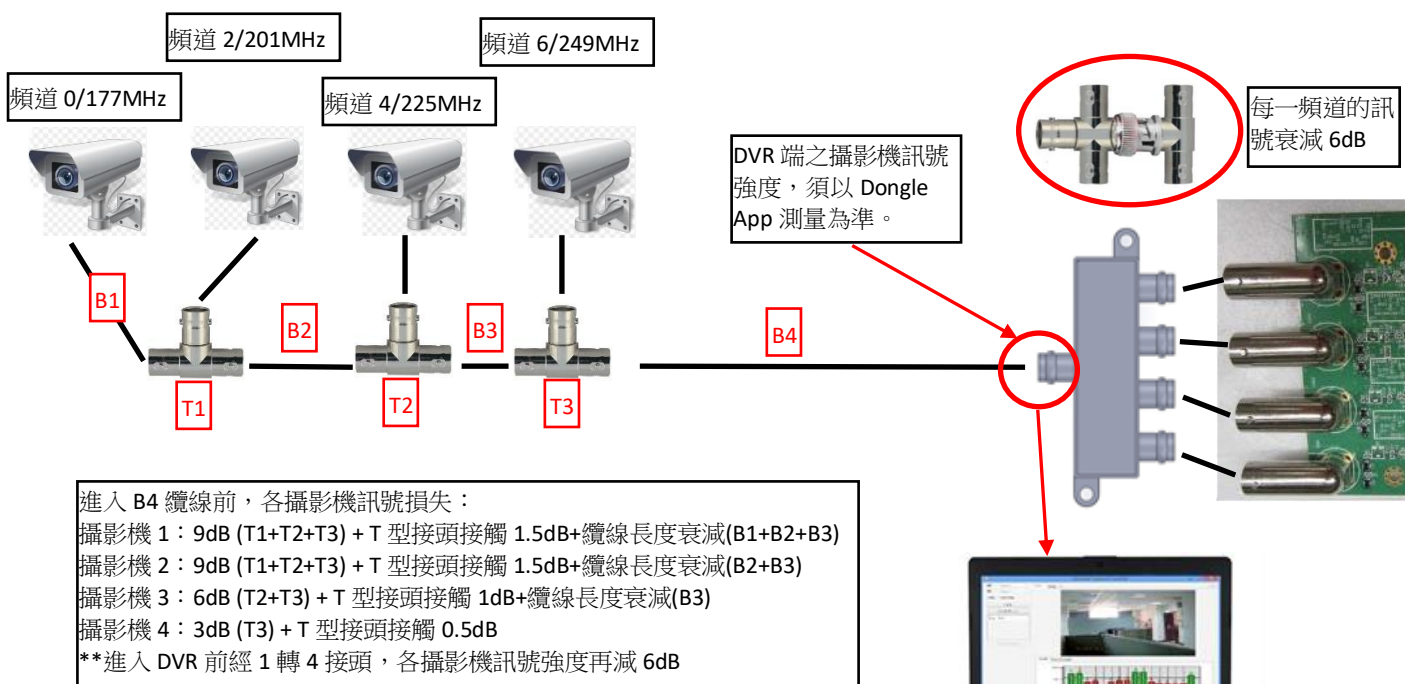 頻道 2/201MHz
頻道 6/249MHz
頻道 0/177MHz
頻道 4/225MHz
每一頻道的訊
號衰減 6dB
DVR 端之攝影機訊號
強度，須以 Dongle
App 測量為準。
B1
B2
B3
B4
T1
T2
T3
進入 B4 纜線前，各攝影機訊號損失：
攝影機 1：9dB (T1+T2+T3) + T 型接頭接觸 1.5dB+纜線長度衰減(B1+B2+B3)
攝影機 2：9dB (T1+T2+T3) + T 型接頭接觸 1.5dB+纜線長度衰減(B2+B3)
攝影機 3：6dB (T2+T3) + T 型接頭接觸 1dB+纜線長度衰減(B3)
攝影機 4：3dB (T3) + T 型接頭接觸 0.5dB
**進入 DVR 前經 1 轉 4 接頭，各攝影機訊號強度再減 6dB